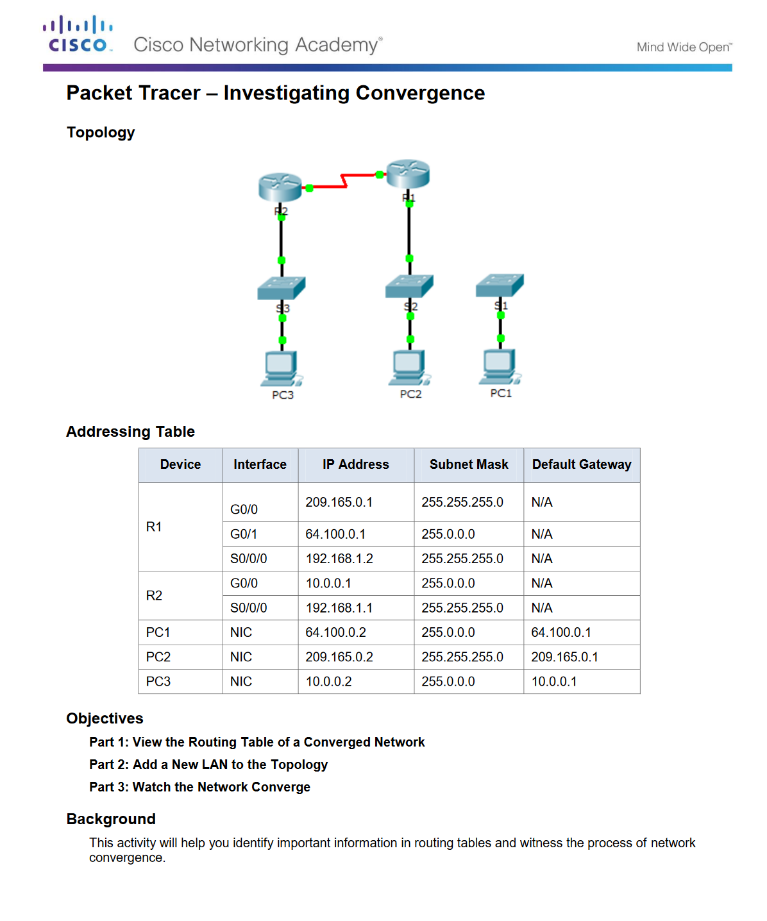 CISCO. Cisco Networking Academy® Mind Wide Open™
Packet Tracer – Investigating Convergence
Topology
R2 R1
S3 S2 S1
PC3 PC2 PC1
Addressing Table
Device Interface IP Address Subnet Mask Default Gateway
R1 G0/0 209.165.0.1 255.255.255.0 N/A
G0/1 64.100.0.1 255.0.0.0 N/A
S0/0/0 192.168.1.2 255.255.255.0 N/A
R2 G0/0 10.0.0.1 255.0.0.0 N/A
S0/0/0 192.168.1.1 255.255.255.0 N/A
PC1 NIC 64.100.0.2 255.0.0.0 64.100.0.1
PC2 NIC 209.165.0.2 255.255.255.0 209.165.0.1
PC3 NIC 10.0.0.2 255.0.0.0 10.0.0.1
Objectives
Part 1: View the Routing Table of a Converged Network
Part 2: Add a New LAN to the Topology
Part 3: Watch the Network Converge
Background
This activity will help you identify important information in routing tables and witness the process of network
convergence.